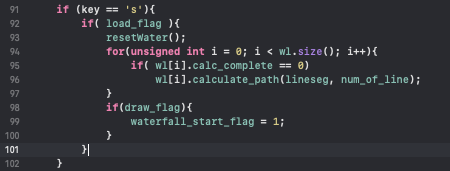 91 if (key == 's'){
92 if( load_flag ){
93 resetWater();
94 for(unsigned int i = 0; i < wl.size(); i++){
95 if( wl[i].calc_complete == 0)
96 wl[i].calculate_path(lineseg, num_of_line);
97 }
98 if(draw_flag){
99 waterfall_start_flag = 1;
100 }
101 }
102 }